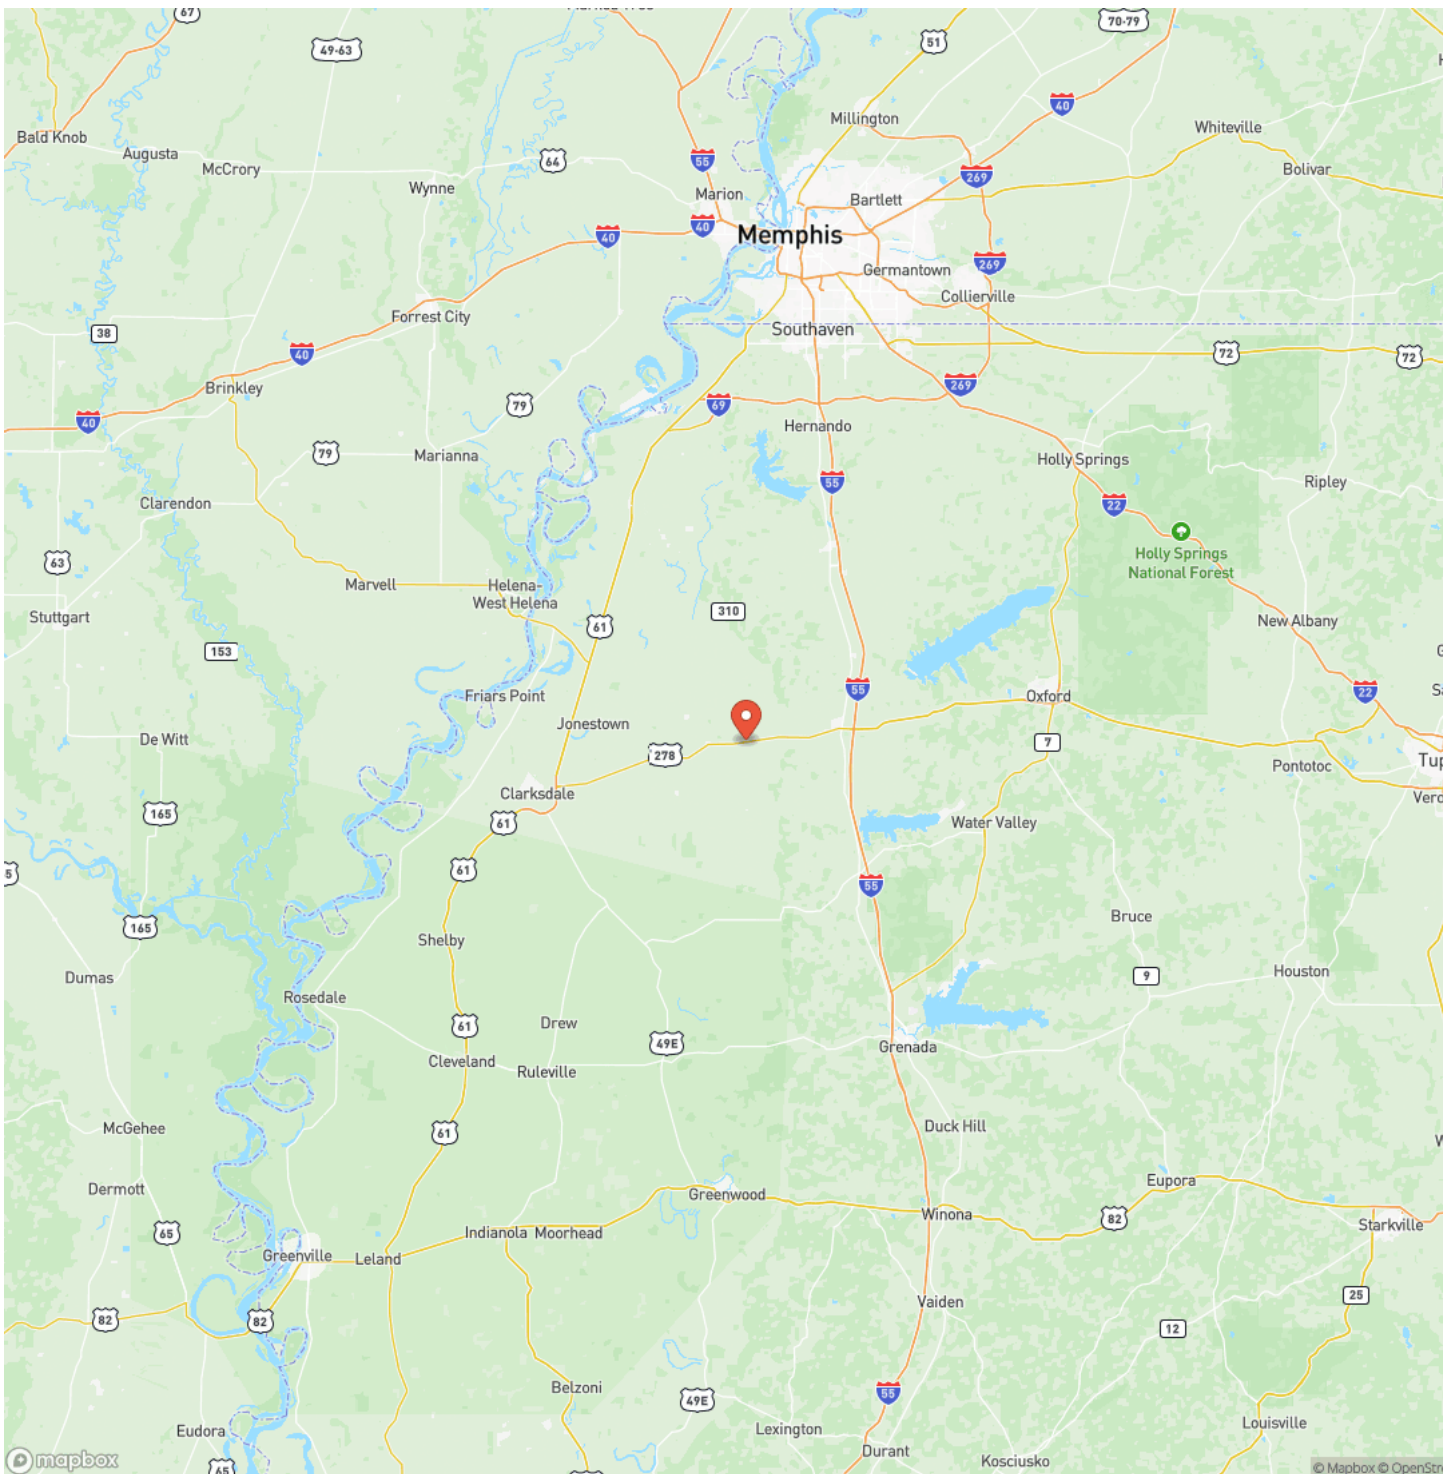 67
49-63
70-79
51
40
Millington
Bald Knob
Augusta
McCrory
64
55
Whiteville
Bolivar
Wynne
Marion
269
Bartlett
40
40
Memphis
269
Germantown
Collierville
Forrest City
Southaven
38
40
72
72
Brinkley
269
79
69
40
Hernando
79
Marianna
55
Holly Springs
Ripley
Clarendon
22
63
Holly Springs
National Forest
Marvell
Helena-
West Helena
310
Stuttgart
61
New Albany
153
55
22
Friars Point
Oxford
Jonestown
De Witt
278
7
Tup
Pontotoc
Clarksdale
Vero
165
61
Water Valley
61
5
55
165
Bruce
Shelby
Dumas
9
Houston
Rosedale
61
Drew
49E
Grenada
Cleveland
Ruleville
McGehee
61
Duck Hill
Dermott
Greenwood
Eupora
Winona
82
65
Indianola
Moorhead
Starkville
Greenville
Leland
82
82
Vaiden
25
12
Belzoni
49E
55
Eudora
Lexington
Louisville
Durant
Kosciusko
mapbox
65
© Mapbox © OpenStr